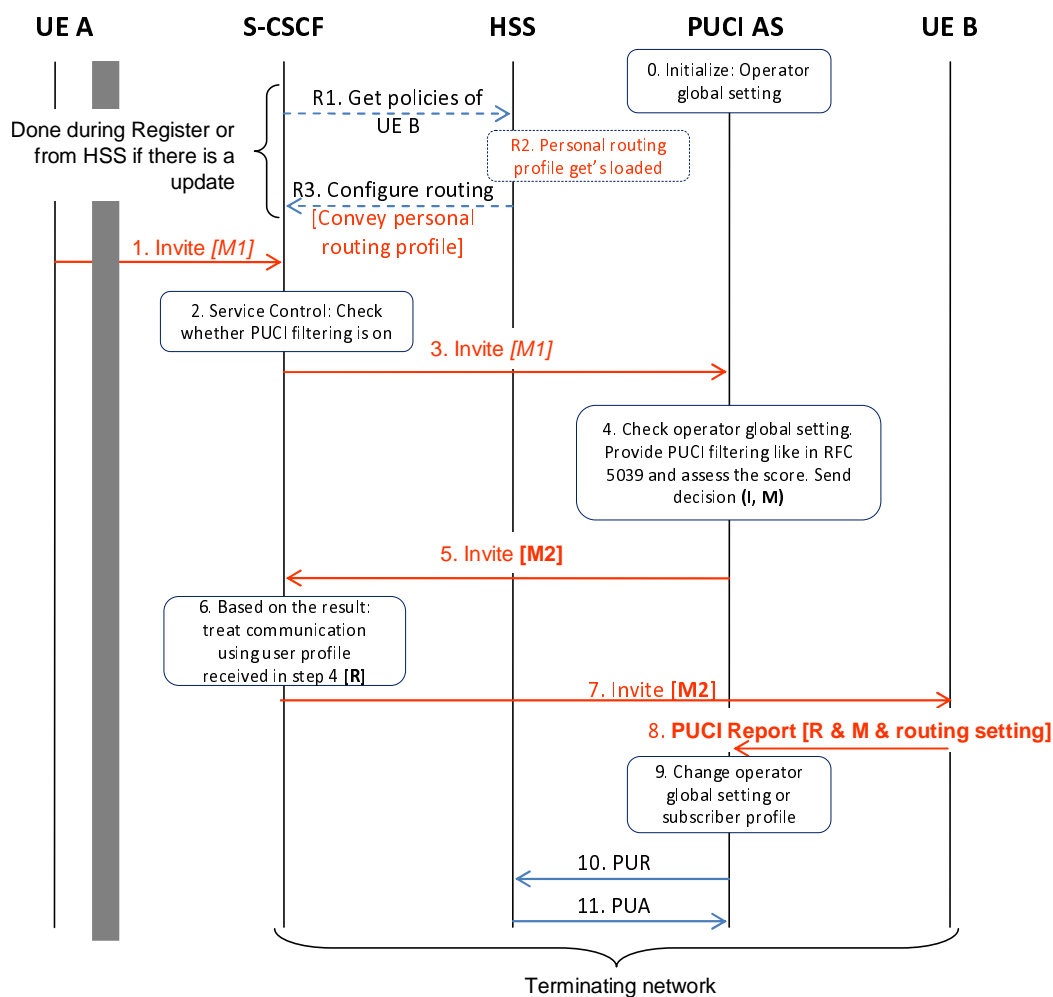 UE A
S-CSCF
HSS
PUCI AS
UE B
0. Initialize: Operator
global setting
R1. Get policies of
UE B
Done during Register or
from HSS if there is a
update
R2. Personal routing
profile get's loaded
R3. Configure routing
[Convey personal
routing profile]
1. Invite [M1]
2. Service Control: Check
whether PUCI filtering is on
3. Invite [M1]
4. Check operator global setting.
Provide PUCI filtering like in RFC
5039 and assess the score. Send
decision (I, M)
5. Invite [M2]
6. Based on the result:
treat communication
using user profile
received in step 4 [R]
7. Invite [M2]
8. PUCI Report [R & M & routing setting]
9. Change operator
global setting or
subscriber profile
10. PUR
11. PUA
Terminating network